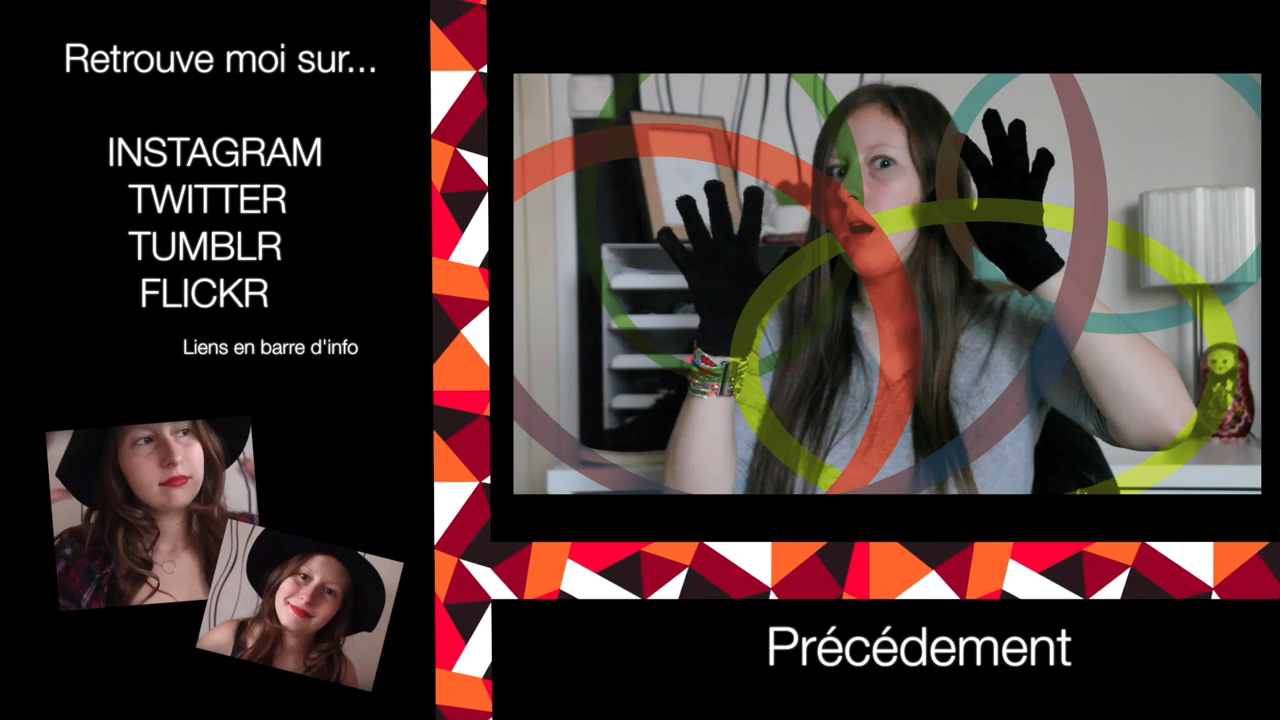 Retrouve moi sur...
INSTAGRAM
TWITTER
TUMBLR
FLICKR
Liens en barre d'info
Précédement